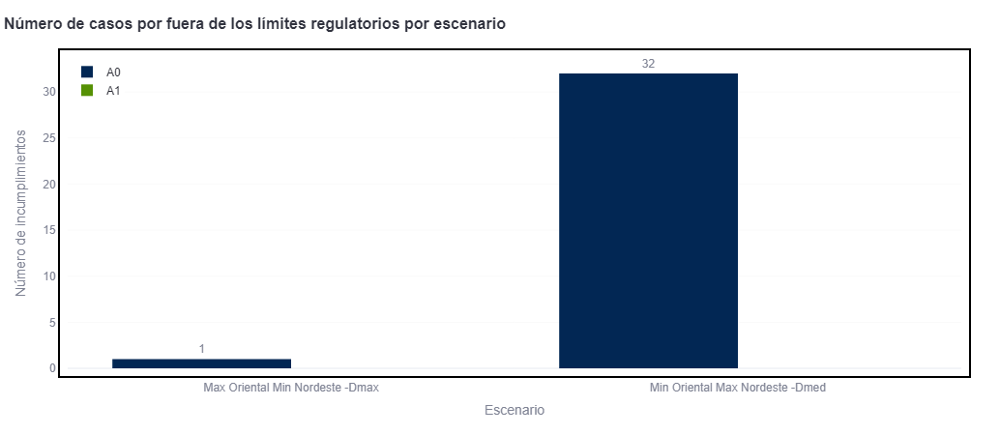 Número de casos por fuera de los límites regulatorios por escenario
A0
A1
32
1
30
25
20
15
10
5
0
Número de incumplimientos
Max Oriental Min Nordeste -Dmax
Min Oriental Max Nordeste -Dmed
Escenario